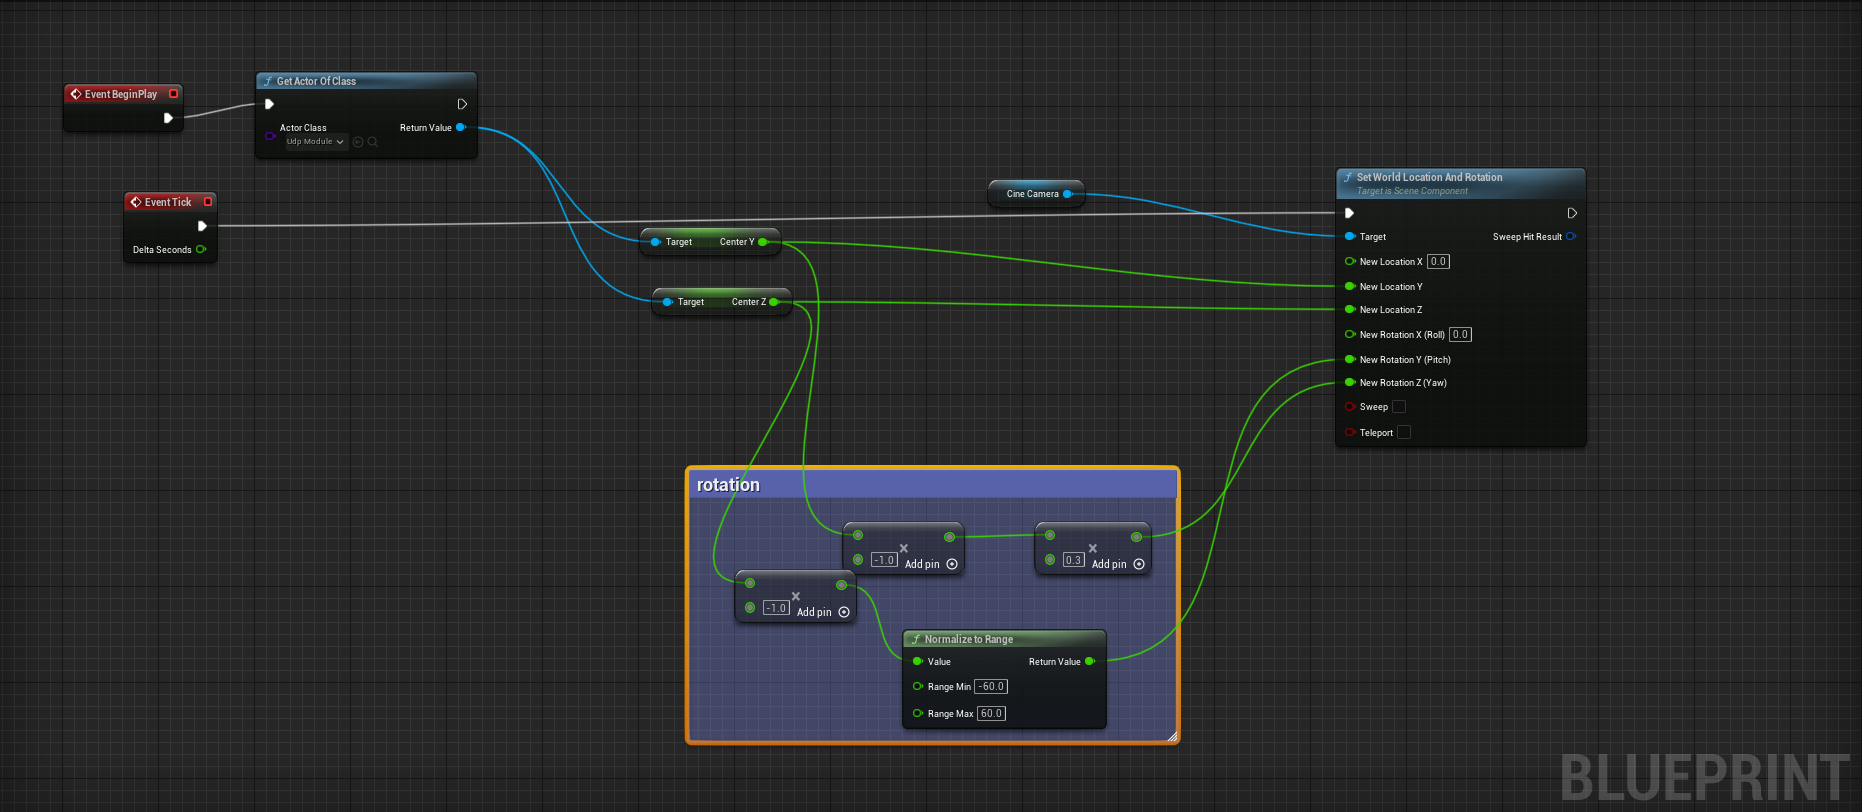 Event BeginPlay
f Get Actor Of Class
Actor Class
Udp Module
Return Value
Event Tick
Delta Seconds
Target Center Y
Target Center Z
Cine Camera
f Set World Location And Rotation
Target is Scene Component
Target
Sweep Hit Result
New Location X 0.0
New Location Y
New Location Z
New Rotation X (Roll) 0.0
New Rotation Y (Pitch)
New Rotation Z (Yaw)
Sweep
Teleport
rotation
-1.0 × Add pin
0.3 × Add pin
-1.0 × Add pin
f Normalize to Range
Value Return Value
Range Min -60.0
Range Max 60.0
BLUEPRINT